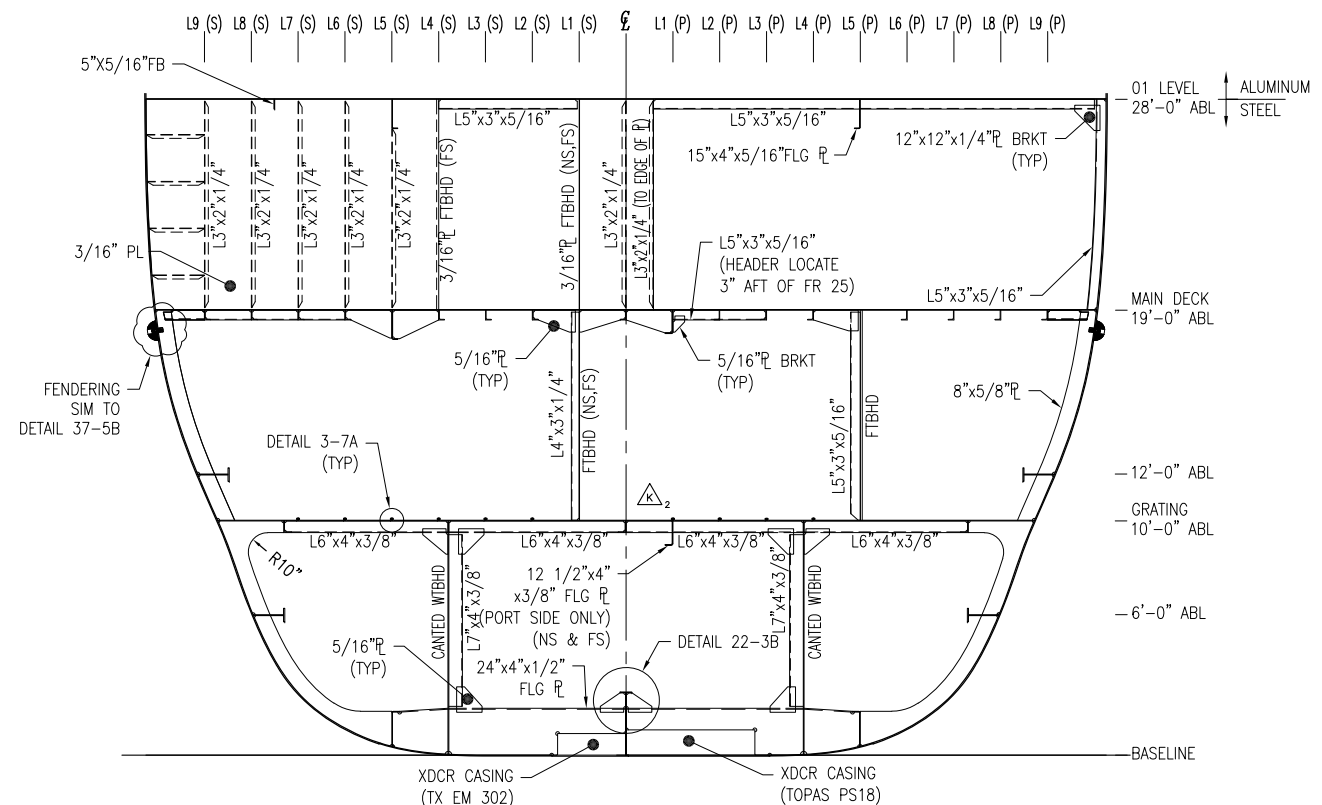 L9 (S) L8 (S) L7 (S) L6 (S) L5 (S) L4 (S) L3 (S) L2 (S) L1 (S) ℄ L1 (P) L2 (P) L3 (P) L4 (P) L5 (P) L6 (P) L7 (P) L8 (P) L9 (P)
5"X5/16"FB
01 LEVEL
28'-0" ABL
ALUMINUM
STEEL
L5"x3"x5/16"
L5"x3"x5/16"
15"x4"x5/16"FLG ⅊
12"x12"x1/4"⅊ BRKT
(TYP)
L3"x2"x1/4"
L3"x2"x1/4"
L3"x2"x1/4"
L3"x2"x1/4"
L3"x2"x1/4"
3/16"⅊ FTBHD (FS)
3/16"⅊ FTBHD (NS,FS)
L3"x2"x1/4"
L3"x2"x1/4" (TO EDGE OF ⅊)
3/16" PL
L5"x3"x5/16"
(HEADER LOCATE
3" AFT OF FR 25)
L5"x3"x5/16"
MAIN DECK
19'-0" ABL
5/16"⅊
(TYP)
5/16"⅊ BRKT
(TYP)
FENDERING
SIM TO
DETAIL 37-5B
L4"x3"x1/4"
FTBHD (NS,FS)
L5"x3"x5/16"
FTBHD
8"x5/8"⅊
DETAIL 3-7A
(TYP)
12'-0" ABL
K 2
GRATING
10'-0" ABL
L6"x4"x3/8"
L6"x4"x3/8"
L6"x4"x3/8"
L6"x4"x3/8"
R10"
CANTED WTBHD
L7"x4"x3/8"
12 1/2"x4"
x3/8" FLG ⅊
(PORT SIDE ONLY)
(NS & FS)
L7"x4"x3/8"
CANTED WTBHD
6'-0" ABL
5/16"⅊
(TYP)
24"x4"x1/2"
FLG ⅊
DETAIL 22-3B
BASELINE
XDCR CASING
(TX EM 302)
XDCR CASING
(TOPAS PS18)